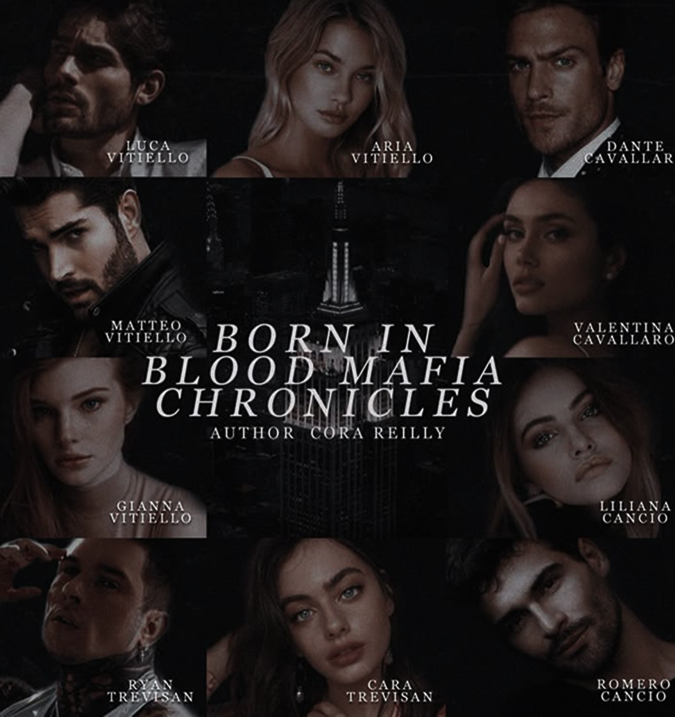 LUCA
VITIELLO
ARIA
VITIELLO
DANTE
CAVALLAR
MATTEO
VITIELLO
VALENTINA
CAVALLARO
BORN IN
BLOOD MAFIA
CHRONICLES
AUTHOR CORA REILLY
GIANNA
VITIELLO
LILIANA
CANCIO
RYAN
TREVISAN
CARA
TREVISAN
ROMERO
CANCIO